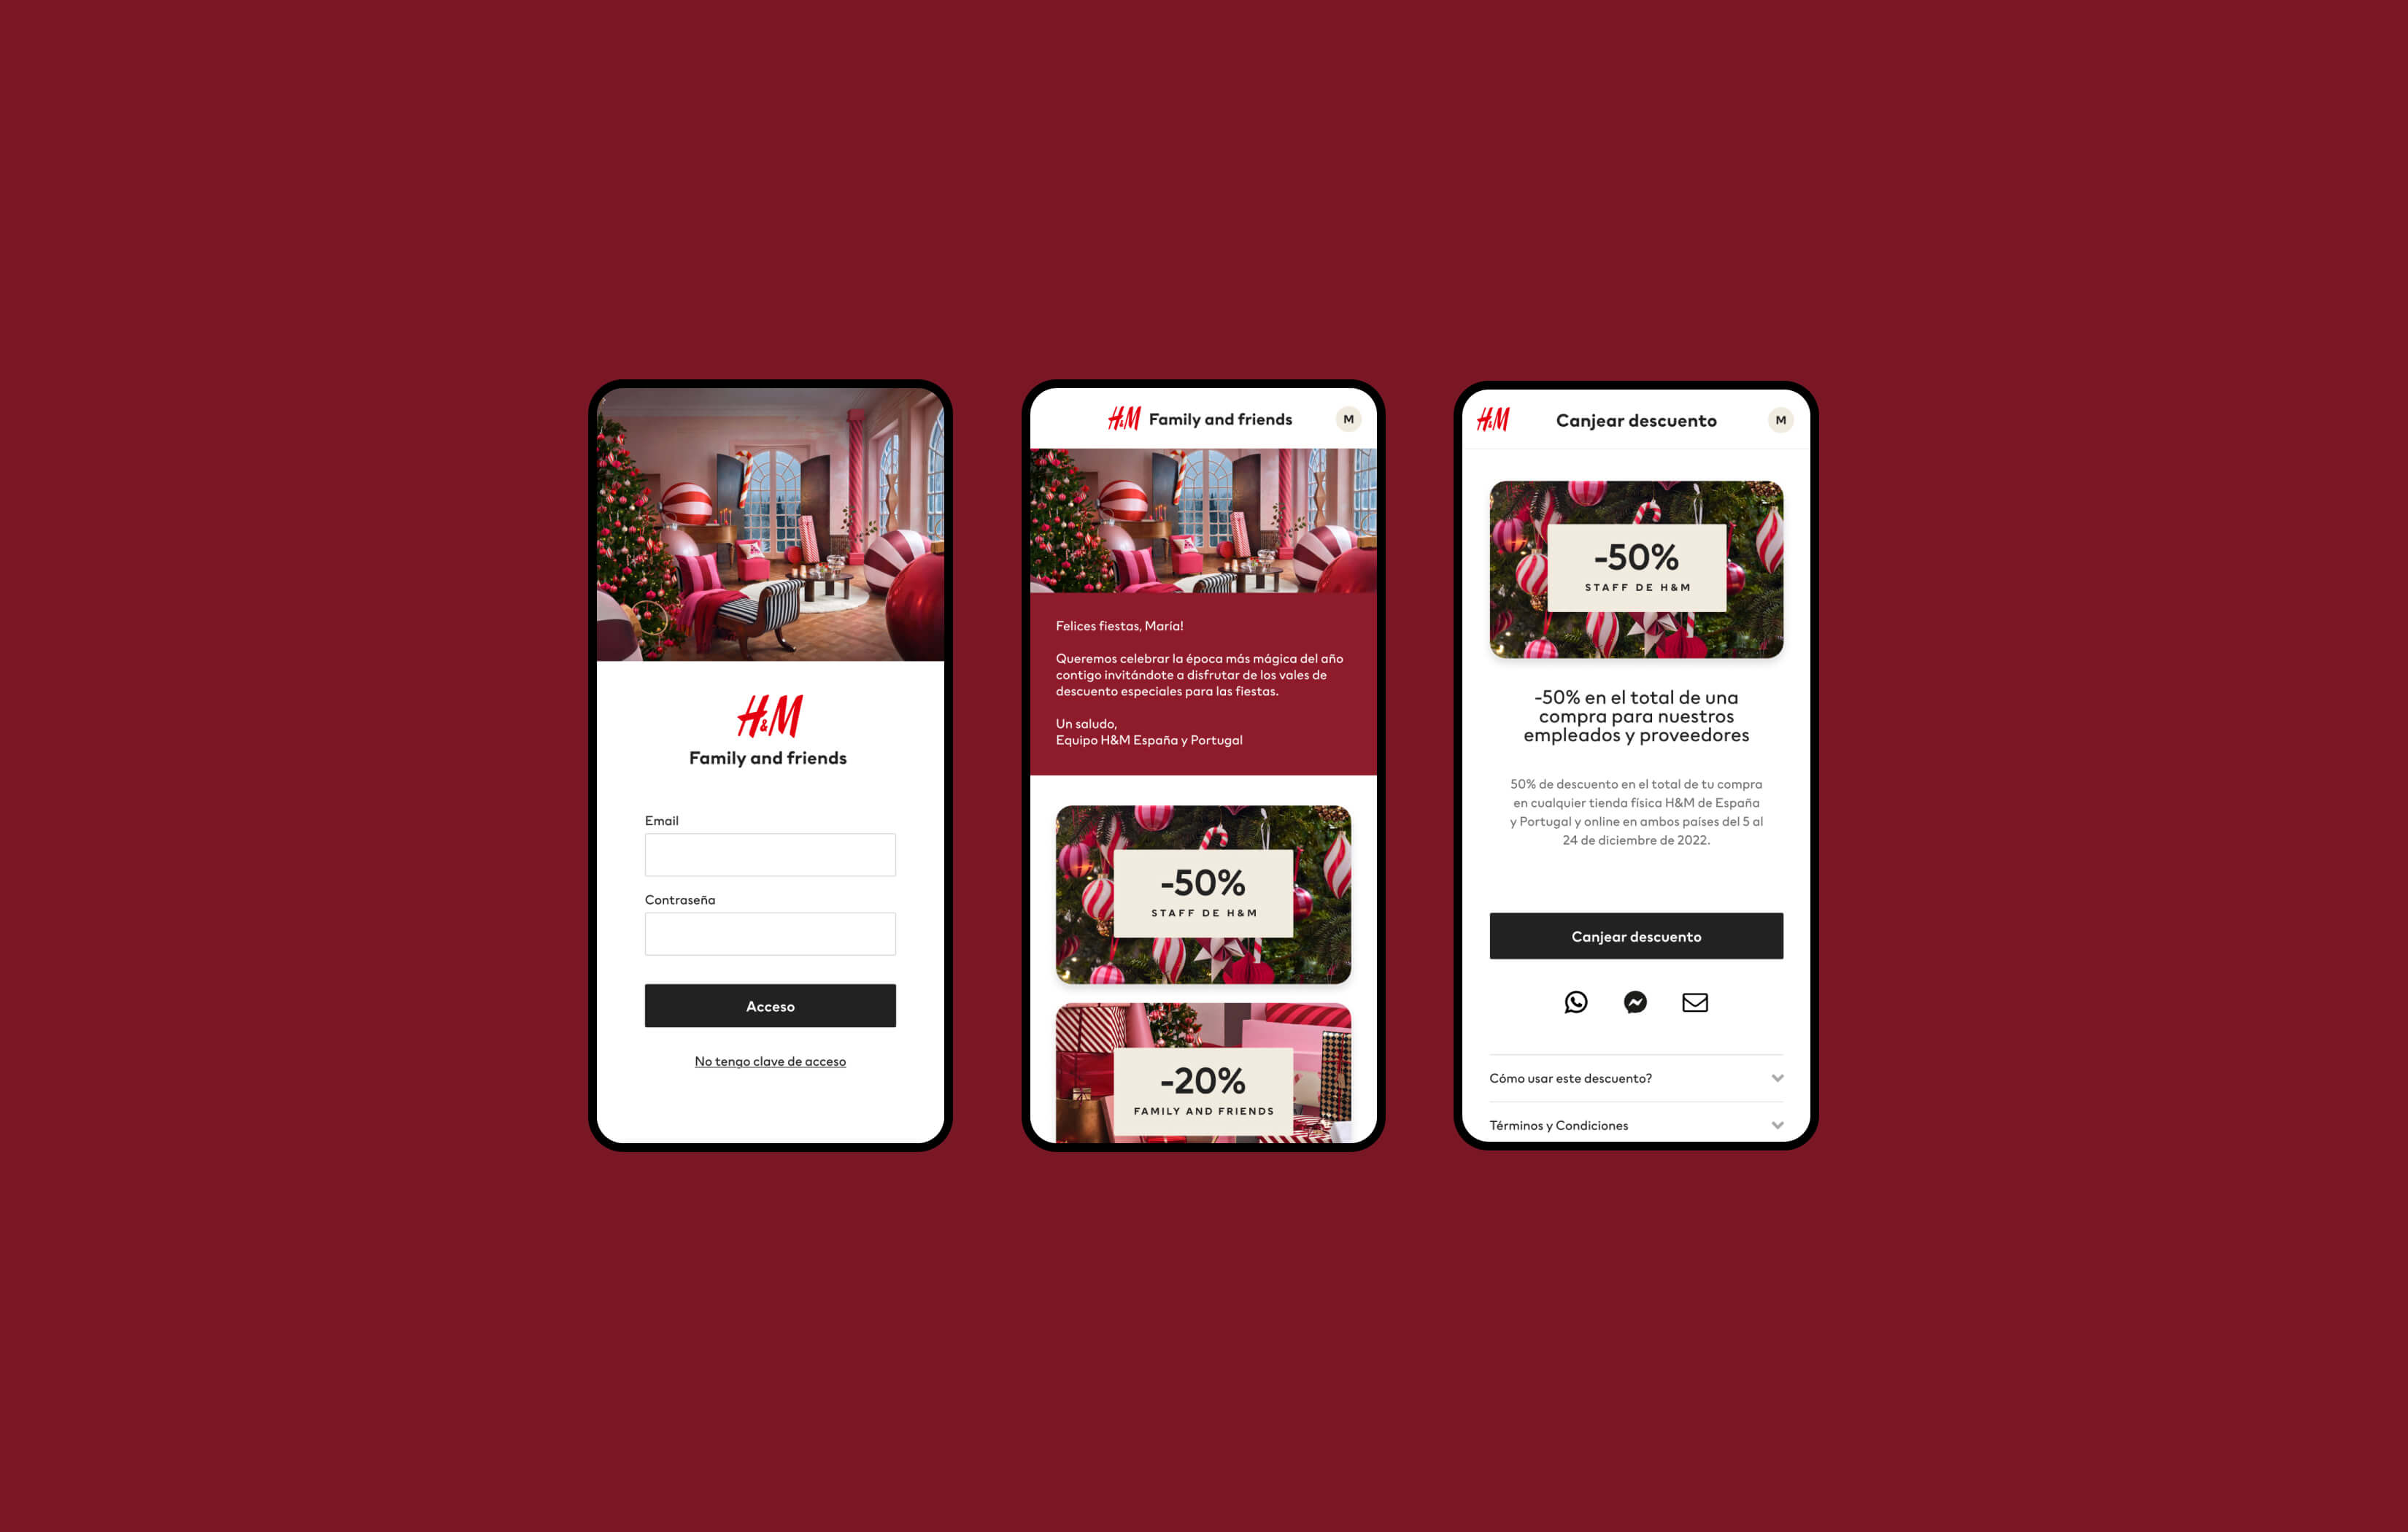 H&M
Family and friends
Email
Contraseña
Acceso
No tengo clave de acceso
H&M Family and friends
M
Felices fiestas, María!
Queremos celebrar la época más mágica del año
contigo invitándote a disfrutar de los vales de
descuento especiales para las fiestas.
Un saludo,
Equipo H&M España y Portugal
-50%
STAFF DE H&M
-20%
FAMILY AND FRIENDS
H&M
Canjear descuento
M
-50%
STAFF DE H&M
-50% en el total de una
compra para nuestros
empleados y proveedores
50% de descuento en el total de tu compra
en cualquier tienda física H&M de España
y Portugal y online en ambos países del 5 al
24 de diciembre de 2022.
Canjear descuento
Cómo usar este descuento?
Términos y Condiciones